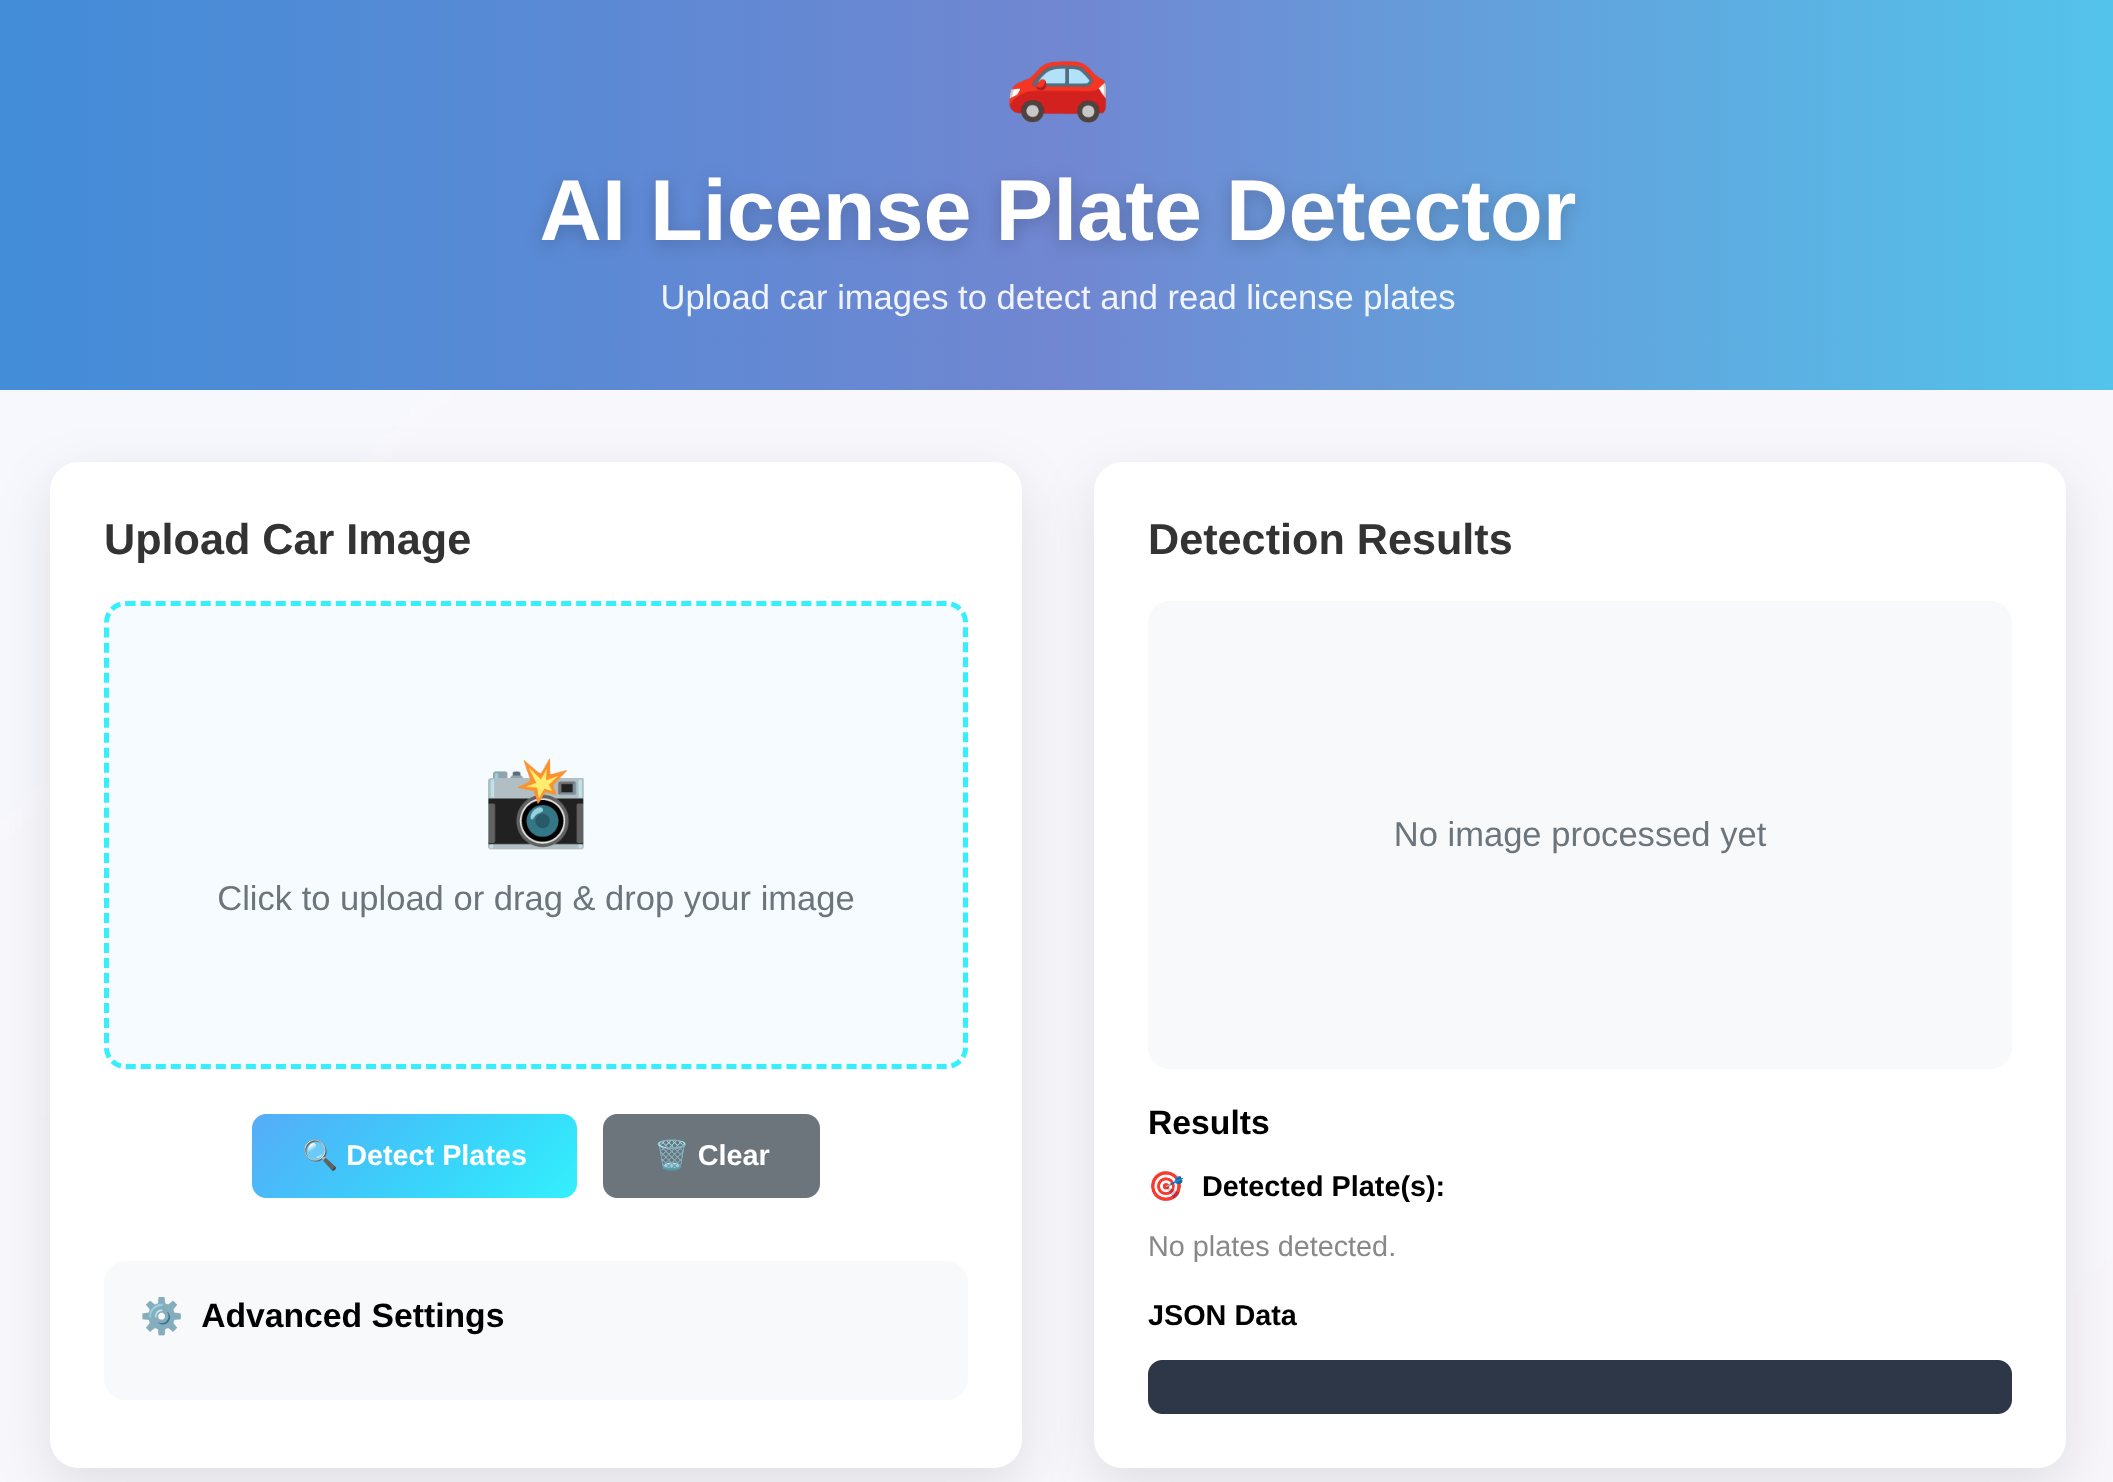 AI License Plate Detector
Upload car images to detect and read license plates
Upload Car Image
Click to upload or drag & drop your image
Detect Plates
Clear
Advanced Settings
Detection Results
No image processed yet
Results
Detected Plate(s):
No plates detected.
JSON Data